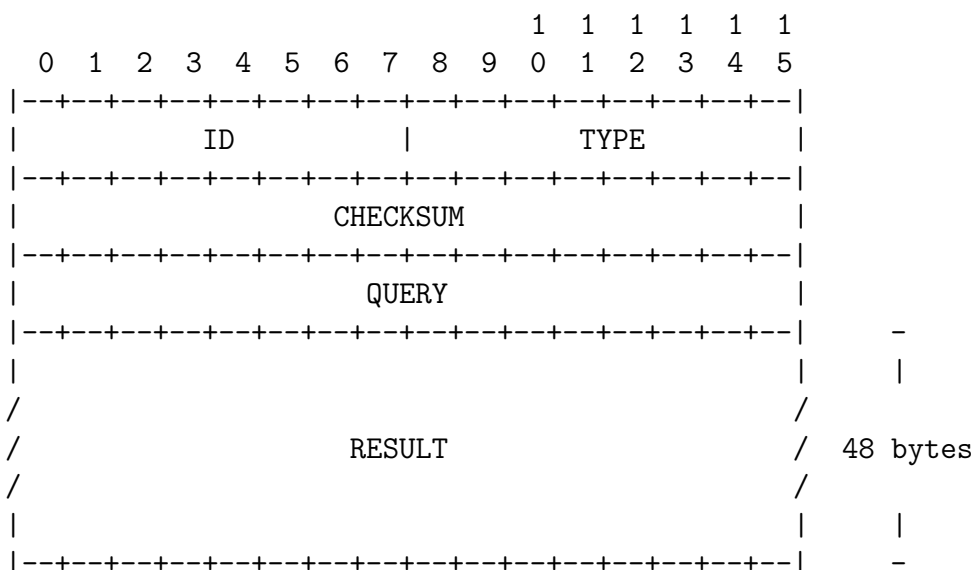 1  1  1  1  1  1
   0  1  2  3  4  5  6  7  8  9  0  1  2  3  4  5
 |--+--+--+--+--+--+--+--+--+--+--+--+--+--+--+--|
 |           ID          |          TYPE         |
 |--+--+--+--+--+--+--+--+--+--+--+--+--+--+--+--|
 |                   CHECKSUM                    |
 |--+--+--+--+--+--+--+--+--+--+--+--+--+--+--+--|
 |                     QUERY                     |
 |--+--+--+--+--+--+--+--+--+--+--+--+--+--+--+--|     -
 |                                               |     |
 /                                               /
 /                    RESULT                     /  48 bytes
 /                                               /
 |                                               |     |
 |--+--+--+--+--+--+--+--+--+--+--+--+--+--+--+--|     -